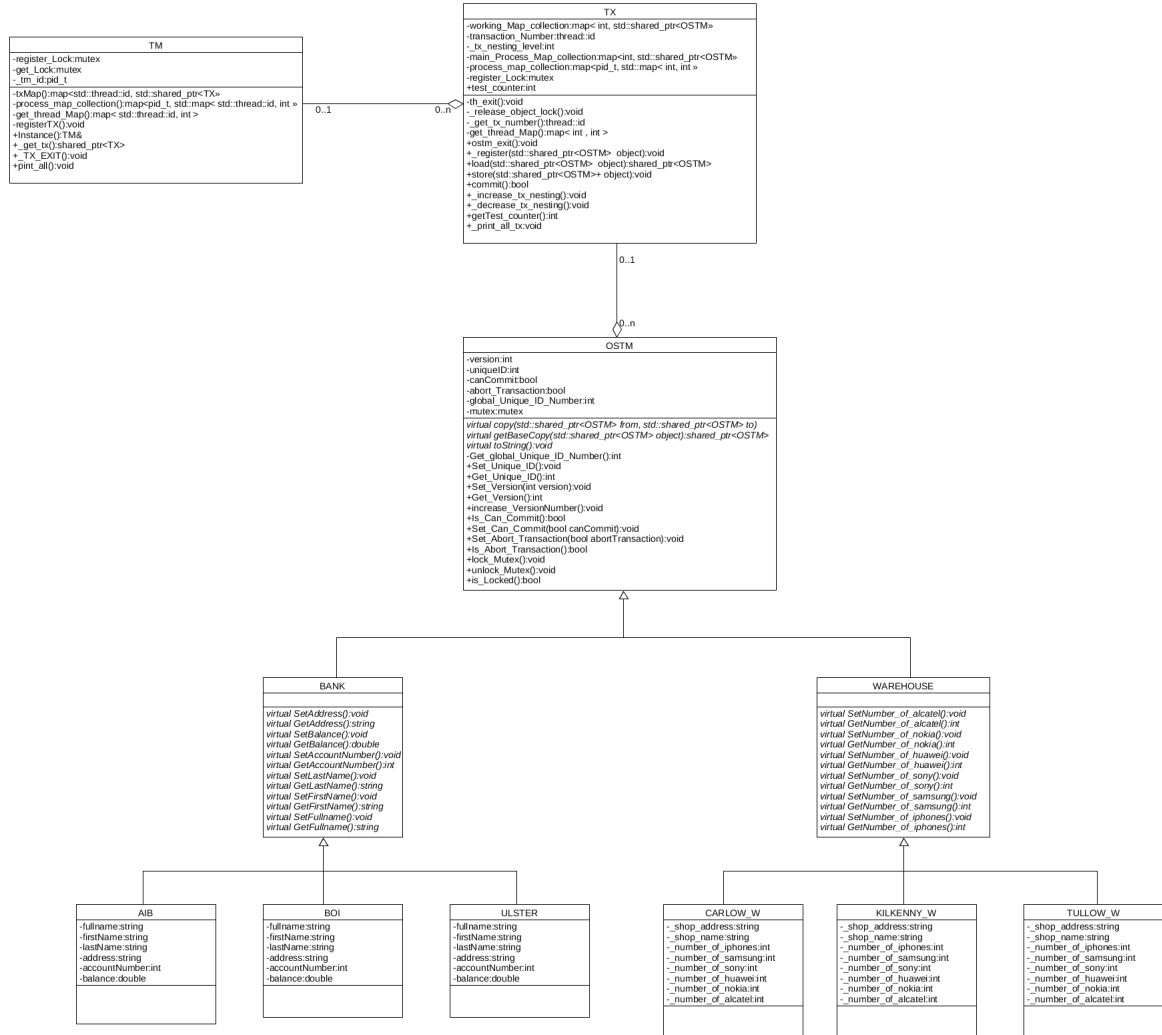 TM
-register_Lock:mutex
-get_Lock:mutex
-_tm_id:pid_t
-txMap():map<std::thread::id, std::shared_ptr<TX»
-process_map_collection():map<pid_t, std::map< std::thread::id, int »
-get_thread_Map():map< std::thread::id, int >
-registerTX():void
+Instance():TM&
+_get_tx():shared_ptr<TX>
+_TX_EXIT():void
+pint_all():void
0..1
0..n
TX
-working_Map_collection:map< int, std::shared_ptr<OSTM»
-transaction_Number:thread::id
-_tx_nesting_level:int
-main_Process_Map_collection:map<int, std::shared_ptr<OSTM»
-process_map_collection:map<pid_t, std::map< int, int »
-register_Lock:mutex
+test_counter:int
-th_exit():void
-_release_object_lock():void
-_get_tx_number():thread::id
-get_thread_Map():map< int , int >
+ostm_exit():void
+_register(std::shared_ptr<OSTM>  object):void
+load(std::shared_ptr<OSTM>  object):shared_ptr<OSTM>
+store(std::shared_ptr<OSTM>+ object):void
+commit():bool
+_increase_tx_nesting():void
+_decrease_tx_nesting():void
+getTest_counter():int
+_print_all_tx:void
0..1
0..n
OSTM
-version:int
-uniqueID:int
-canCommit:bool
-abort_Transaction:bool
-global_Unique_ID_Number:int
-mutex:mutex
virtual copy(std::shared_ptr<OSTM> from, std::shared_ptr<OSTM> to)
virtual getBaseCopy(std::shared_ptr<OSTM> object):shared_ptr<OSTM>
virtual toString():void
-Get_global_Unique_ID_Number():int
+Set_Unique_ID():void
+Get_Unique_ID():int
+Set_Version(int version):void
+Get_Version():int
+increase_VersionNumber():void
+Is_Can_Commit():bool
+Set_Can_Commit(bool canCommit):void
+Set_Abort_Transaction(bool abortTransaction):void
+Is_Abort_Transaction():bool
+lock_Mutex():void
+unlock_Mutex():void
+is_Locked():bool
BANK
virtual SetAddress():void
virtual GetAddress():string
virtual SetBalance():void
virtual GetBalance():double
virtual SetAccountNumber():void
virtual GetAccountNumber():int
virtual SetLastName():void
virtual GetLastName():string
virtual SetFirstName():void
virtual GetFirstName():string
virtual SetFullname():void
virtual GetFullname():string
WAREHOUSE
virtual SetNumber_of_alcatel():void
virtual GetNumber_of_alcatel():int
virtual SetNumber_of_nokia():void
virtual GetNumber_of_nokia():int
virtual SetNumber_of_huawei():void
virtual GetNumber_of_huawei():int
virtual SetNumber_of_sony():void
virtual GetNumber_of_sony():int
virtual SetNumber_of_samsung():void
virtual GetNumber_of_samsung():int
virtual SetNumber_of_iphones():void
virtual GetNumber_of_iphones():int
AIB
-fullname:string
-firstName:string
-lastName:string
-address:string
-accountNumber:int
-balance:double
BOI
-fullname:string
-firstName:string
-lastName:string
-address:string
-accountNumber:int
-balance:double
ULSTER
-fullname:string
-firstName:string
-lastName:string
-address:string
-accountNumber:int
-balance:double
CARLOW_W
-_shop_address:string
-_shop_name:string
-_number_of_iphones:int
-_number_of_samsung:int
-_number_of_sony:int
-_number_of_huawei:int
-_number_of_nokia:int
-_number_of_alcatel:int
KILKENNY_W
-_shop_address:string
-_shop_name:string
-_number_of_iphones:int
-_number_of_samsung:int
-_number_of_sony:int
-_number_of_huawei:int
-_number_of_nokia:int
-_number_of_alcatel:int
TULLOW_W
-_shop_address:string
-_shop_name:string
-_number_of_iphones:int
-_number_of_samsung:int
-_number_of_sony:int
-_number_of_huawei:int
-_number_of_nokia:int
-_number_of_alcatel:int